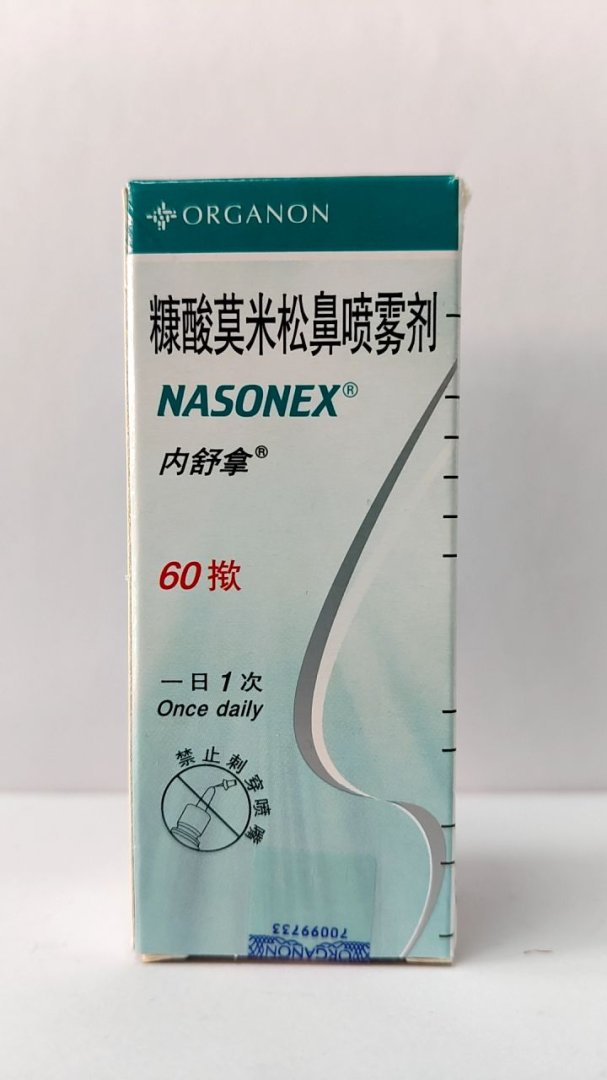 ORGANON
糠酸莫米松鼻喷雾剂
NASONEX®
内舒拿®
60揿
一日1次
Once daily
禁止刺穿喷嘴
70099733
ORGANON